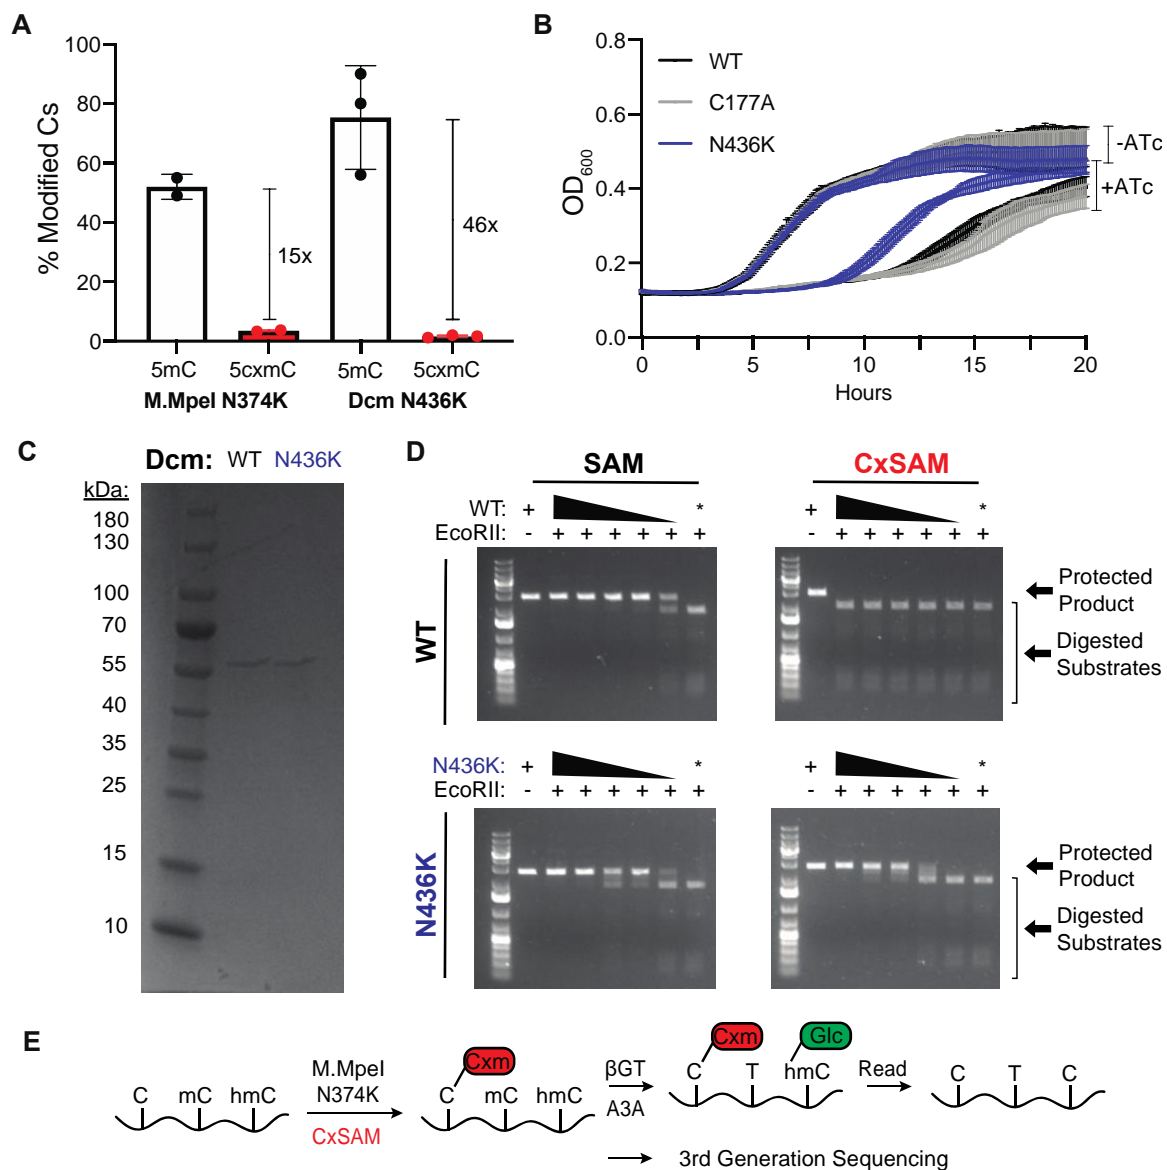 A
% Modified Cs
100
80
60
40
20
0
15x
46x
5mC 5cxmC 5mC 5cxmC
M.MpeI N374K Dcm N436K
B
OD600
0.8
0.6
0.4
0.2
0.0
WT
C177A
N436K
-ATc
+ATc
0 5 10 15 20
Hours
C
Dcm: WT N436K
kDa:
180
130
100
70
55
40
35
25
15
10
D
SAM CxSAM
WT: + * + *
EcoRII: - + + + + + + - + + + + + +
WT
Protected
Product
Digested
Substrates
N436K: + * + *
EcoRII: - + + + + + + - + + + + + +
N436K
Protected
Product
Digested
Substrates
E
C mC hmC
M.MpeI
N374K
CxSAM
Cxm
C mC hmC
βGT
A3A
Cxm Glc
C T hmC
Read
C T C
3rd Generation Sequencing